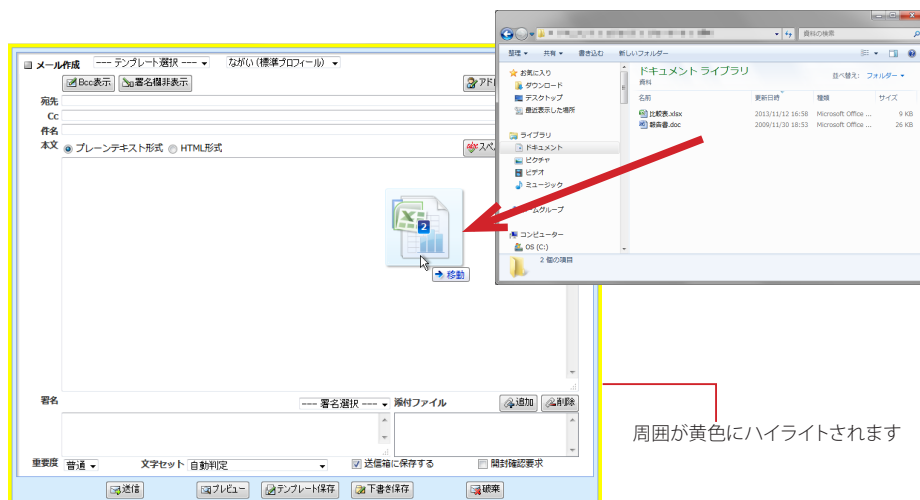 メール作成 --- テンプレート選択 --- ながい (標準プロフィール)
Bcc表示 署名欄非表示
宛先
Cc
件名
本文 プレーンテキスト形式 HTML形式
署名 --- 署名選択 --- 添付ファイル 追加 削除
重要度 普通 文字セット 自動判定 送信箱に保存する 開封確認要求
送信 プレビュー テンプレート保存 下書き保存 破棄
2
移動
資料の検索
整理 共有 書き込む 新しいフォルダー
お気に入り
ダウンロード
デスクトップ
最近表示した場所
ライブラリ
ドキュメント
ピクチャ
ビデオ
ミュージック
コンピューター
OS (C:)
ドキュメント ライブラリ
資料
並べ替え: フォルダー
名前 更新日時 種類 サイズ
比較表.xlsx 2013/11/12 16:58 Microsoft Office ... 9 KB
報告書.doc 2009/11/30 18:53 Microsoft Office ... 26 KB
2 個の項目
周囲が黄色にハイライトされます